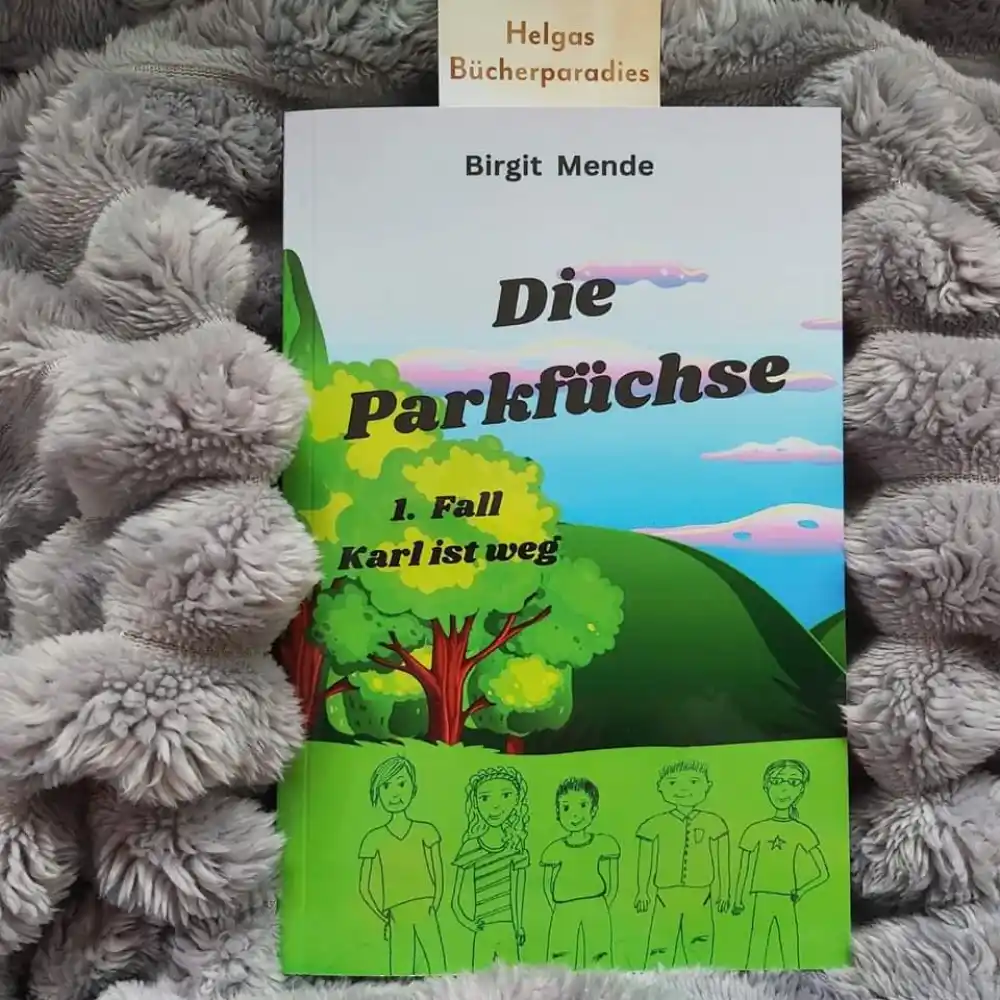 Helgas
Bücherparadies
Birgit Mende
Die
Parkfüchse
1. Fall
Karl ist weg